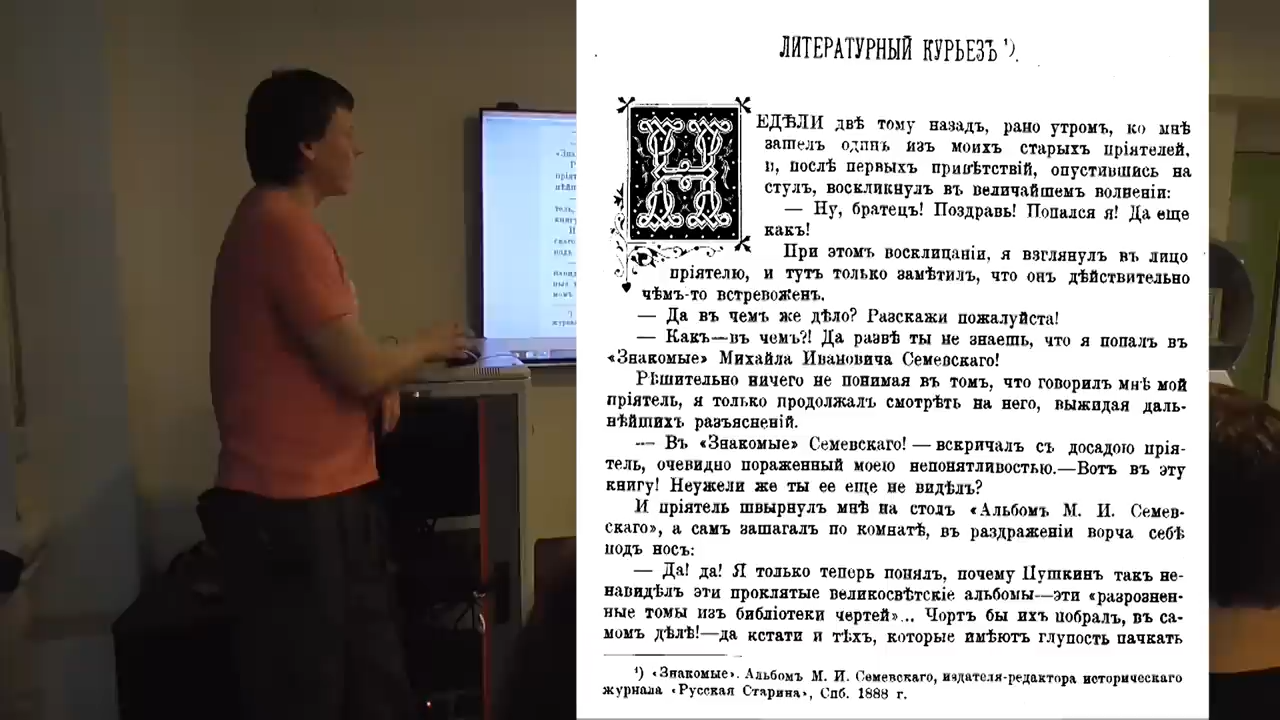 ЛИТЕРАТУРНЫЙ КУРЬЕЗЪ ¹).
НЕДѢЛИ двѣ тому назадъ, рано утромъ, ко мнѣ
зашелъ одинъ изъ моихъ старыхъ пріятелей,
и, послѣ первыхъ привѣтствій, опустившись на
стулъ, воскликнулъ въ величайшемъ волненіи:
— Ну, братецъ! Поздравь! Попался я! Да еще
какъ!
При этомъ восклицаніи, я взглянулъ въ лицо
пріятелю, и тутъ только замѣтилъ, что онъ дѣйствительно
чѣмъ-то встревоженъ.
— Да въ чемъ же дѣло? Разскажи пожалуйста!
— Какъ—въ чемъ?! Да развѣ ты не знаешь, что я попалъ въ
«Знакомые» Михайла Ивановича Семевскаго!
Рѣшительно ничего не понимая въ томъ, что говорилъ мнѣ мой
пріятель, я только продолжалъ смотрѣть на него, выжидая даль-
нѣйшихъ разъясненій.
— Въ «Знакомые» Семевскаго! — вскричалъ съ досадою прія-
тель, очевидно пораженный моею непонятливостью.—Вотъ въ эту
книгу! Неужели же ты ее еще не видѣлъ?
И пріятель швырнулъ мнѣ на столъ «Альбомъ М. И. Семев-
скаго», а самъ зашагалъ по комнатѣ, въ раздраженіи ворча себѣ
подъ носъ:
— Да! да! Я только теперь понялъ, почему Пушкинъ такъ не-
навидѣлъ эти проклятые великосвѣтскіе альбомы—эти «разрознен-
ные томы изъ библіотеки чертей»... Чортъ бы ихъ побралъ, въ са-
момъ дѣлѣ!—да кстати и тѣхъ, которые имѣютъ глупость пачкать
¹) «Знакомые». Альбомъ М. И. Семевскаго, издателя-редактора историческаго
журнала «Русская Старина», Спб. 1888 г.